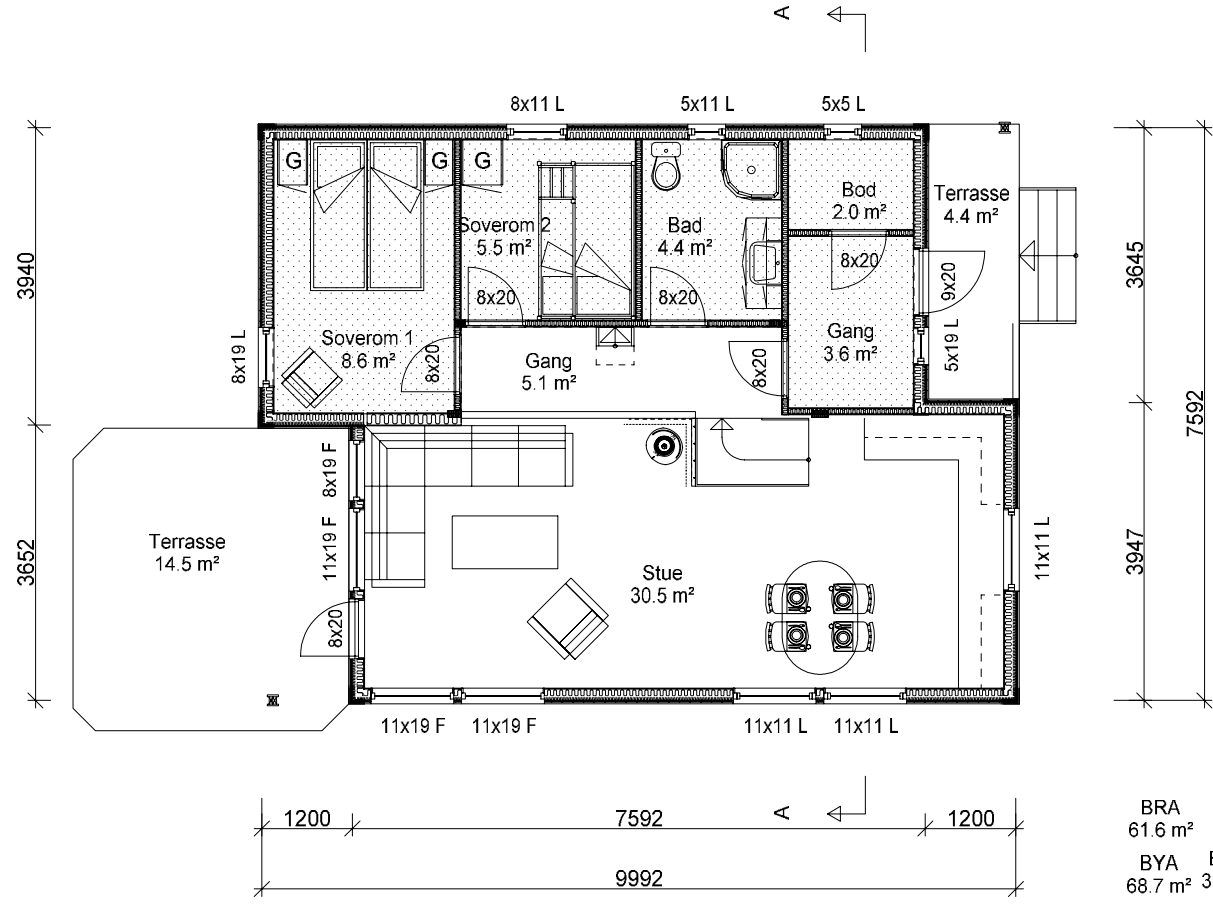 A
8x11 L
5x11 L
5x5 L
G
G
G
Bod
2.0 m²
Terrasse
4.4 m²
Soverom 2
5.5 m²
Bad
4.4 m²
3940
3645
8x20
8x20
8x20
9x20
Soverom 1
8.6 m²
8x19 L
8x20
Gang
5.1 m²
8x20
Gang
3.6 m²
5x19 L
7592
8x19 F
11x19 F
Terrasse
14.5 m²
3652
Stue
30.5 m²
11x11 L
3947
8x20
11x19 F
11x19 F
11x11 L
11x11 L
1200
7592
A
1200
9992
BRA
61.6 m²
BYA
68.7 m²
3